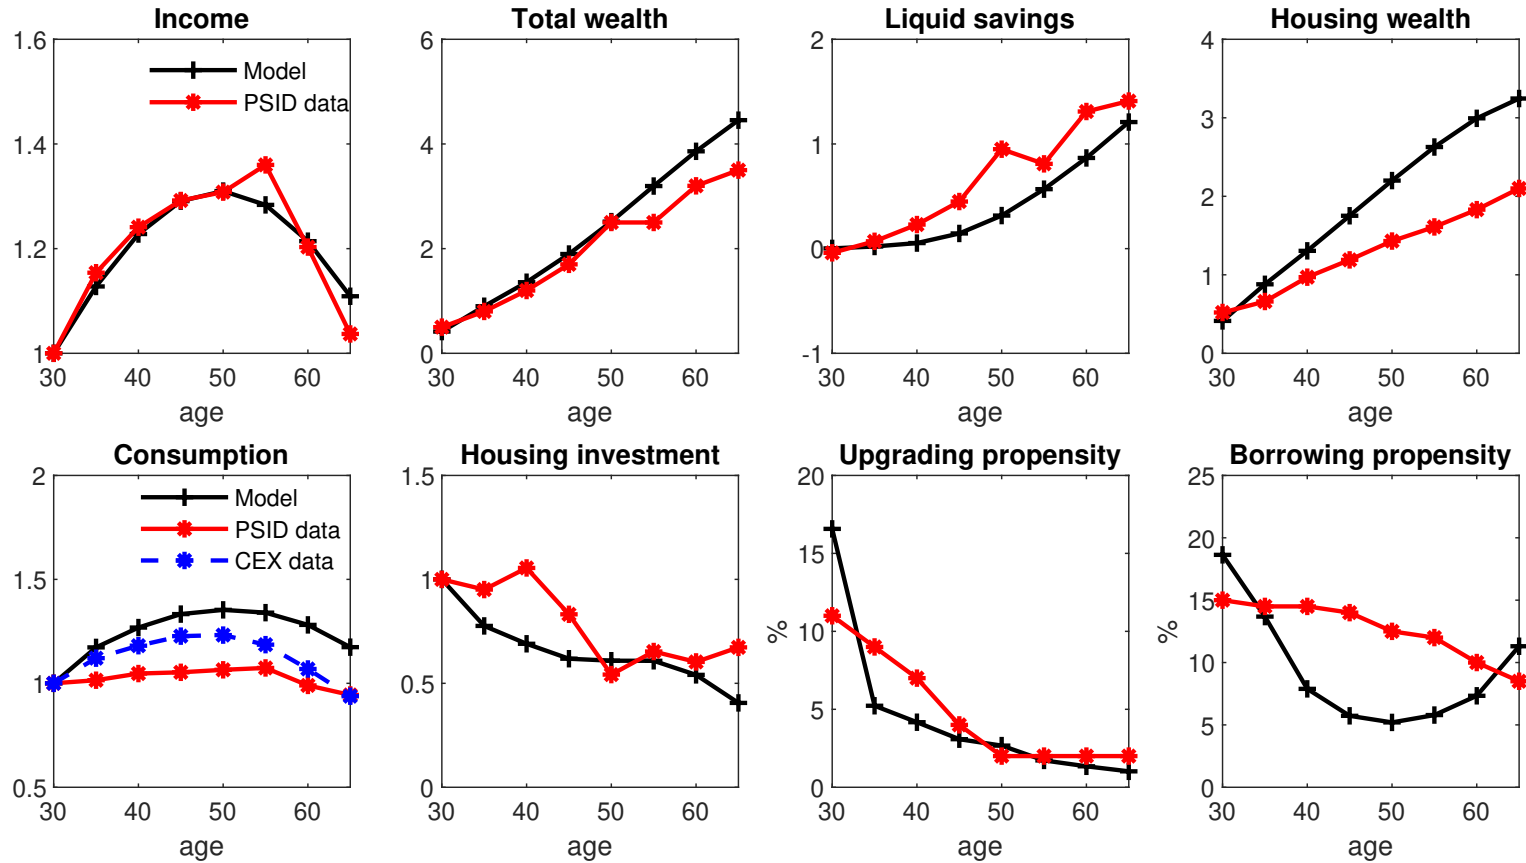 Income
1.6
1.4
1.2
1
30 40 50 60
age
Model
PSID data
Total wealth
6
4
2
0
30 40 50 60
age
Liquid savings
2
1
0
-1
30 40 50 60
age
Housing wealth
4
3
2
1
0
30 40 50 60
age
Consumption
2
1.5
1
0.5
30 40 50 60
age
Model
PSID data
CEX data
Housing investment
1.5
1
0.5
0
30 40 50 60
age
Upgrading propensity
%
20
15
10
5
0
30 40 50 60
age
Borrowing propensity
%
25
20
15
10
5
0
30 40 50 60
age